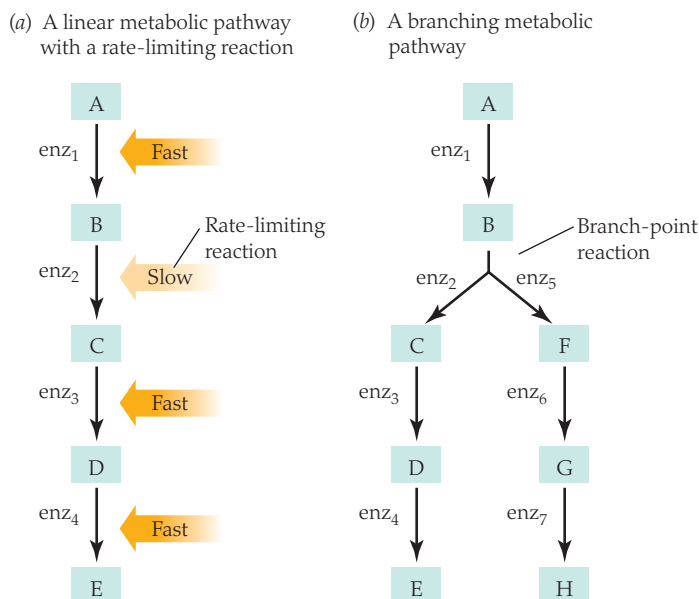 (a) A linear metabolic pathway
with a rate-limiting reaction
A
enz₁
Fast
B
Rate-limiting
reaction
enz₂
Slow
C
enz₃
Fast
D
enz₄
Fast
E
(b) A branching metabolic
pathway
A
enz₁
B
Branch-point
reaction
enz₂ enz₅
C F
enz₃ enz₆
D G
enz₄ enz₇
E H